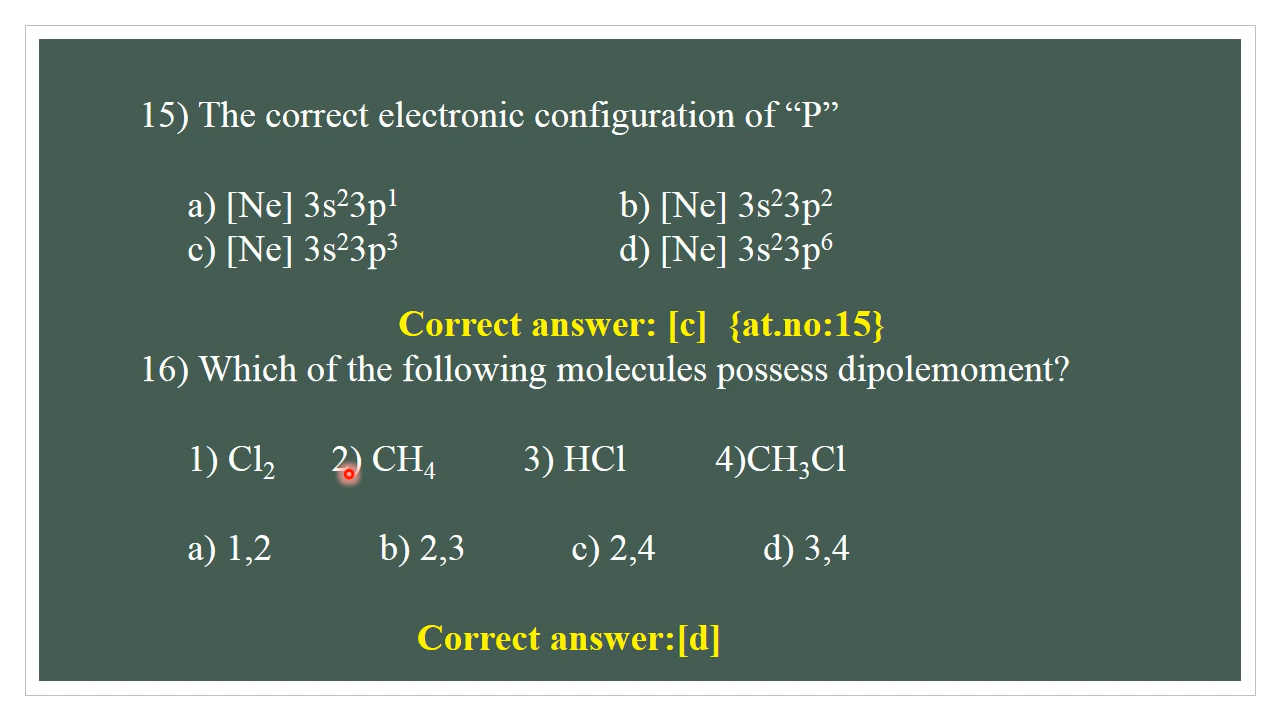 15) The correct electronic configuration of “P”
a) [Ne] 3s²3p¹ b) [Ne] 3s²3p²
c) [Ne] 3s²3p³ d) [Ne] 3s²3p⁶
Correct answer: [c] {at.no:15}
16) Which of the following molecules possess dipolemoment?
1) Cl₂ 2) CH₄ 3) HCl 4)CH₃Cl
a) 1,2 b) 2,3 c) 2,4 d) 3,4
Correct answer:[d]